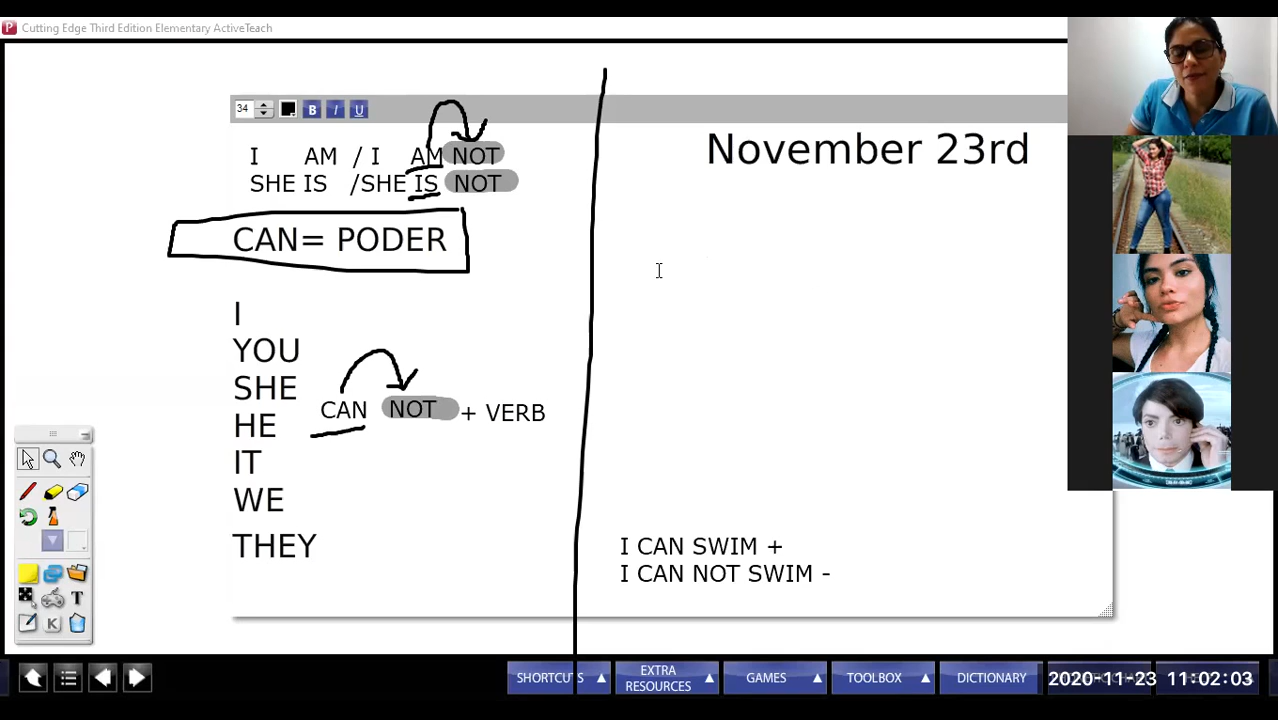 Cutting Edge Third Edition Elementary ActiveTeach
34 B I U
I AM / I AM NOT
SHE IS /SHE IS NOT
CAN= PODER
I
YOU
SHE
HE
IT
WE
THEY
CAN NOT + VERB
November 23rd
I CAN SWIM +
I CAN NOT SWIM -
T
K
SHORTCUTS
EXTRA RESOURCES
GAMES
TOOLBOX
DICTIONARY
2020-11-23 11:02:03